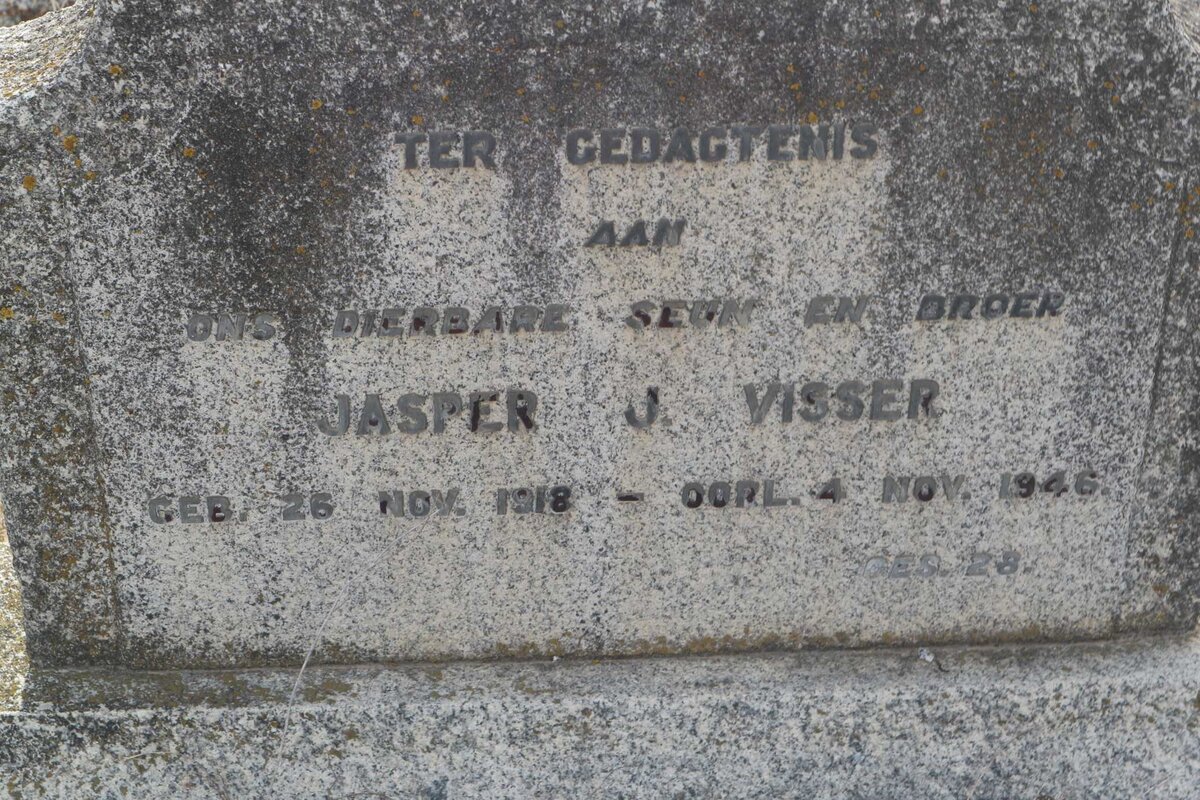 TER GEDAGTENIS
AAN
ONS DIERBARE SEUN EN BROER
JASPER J. VISSER
GEB. 26 NOV. 1918 – OORL. 4 NOV. 1946.
GES. 28.